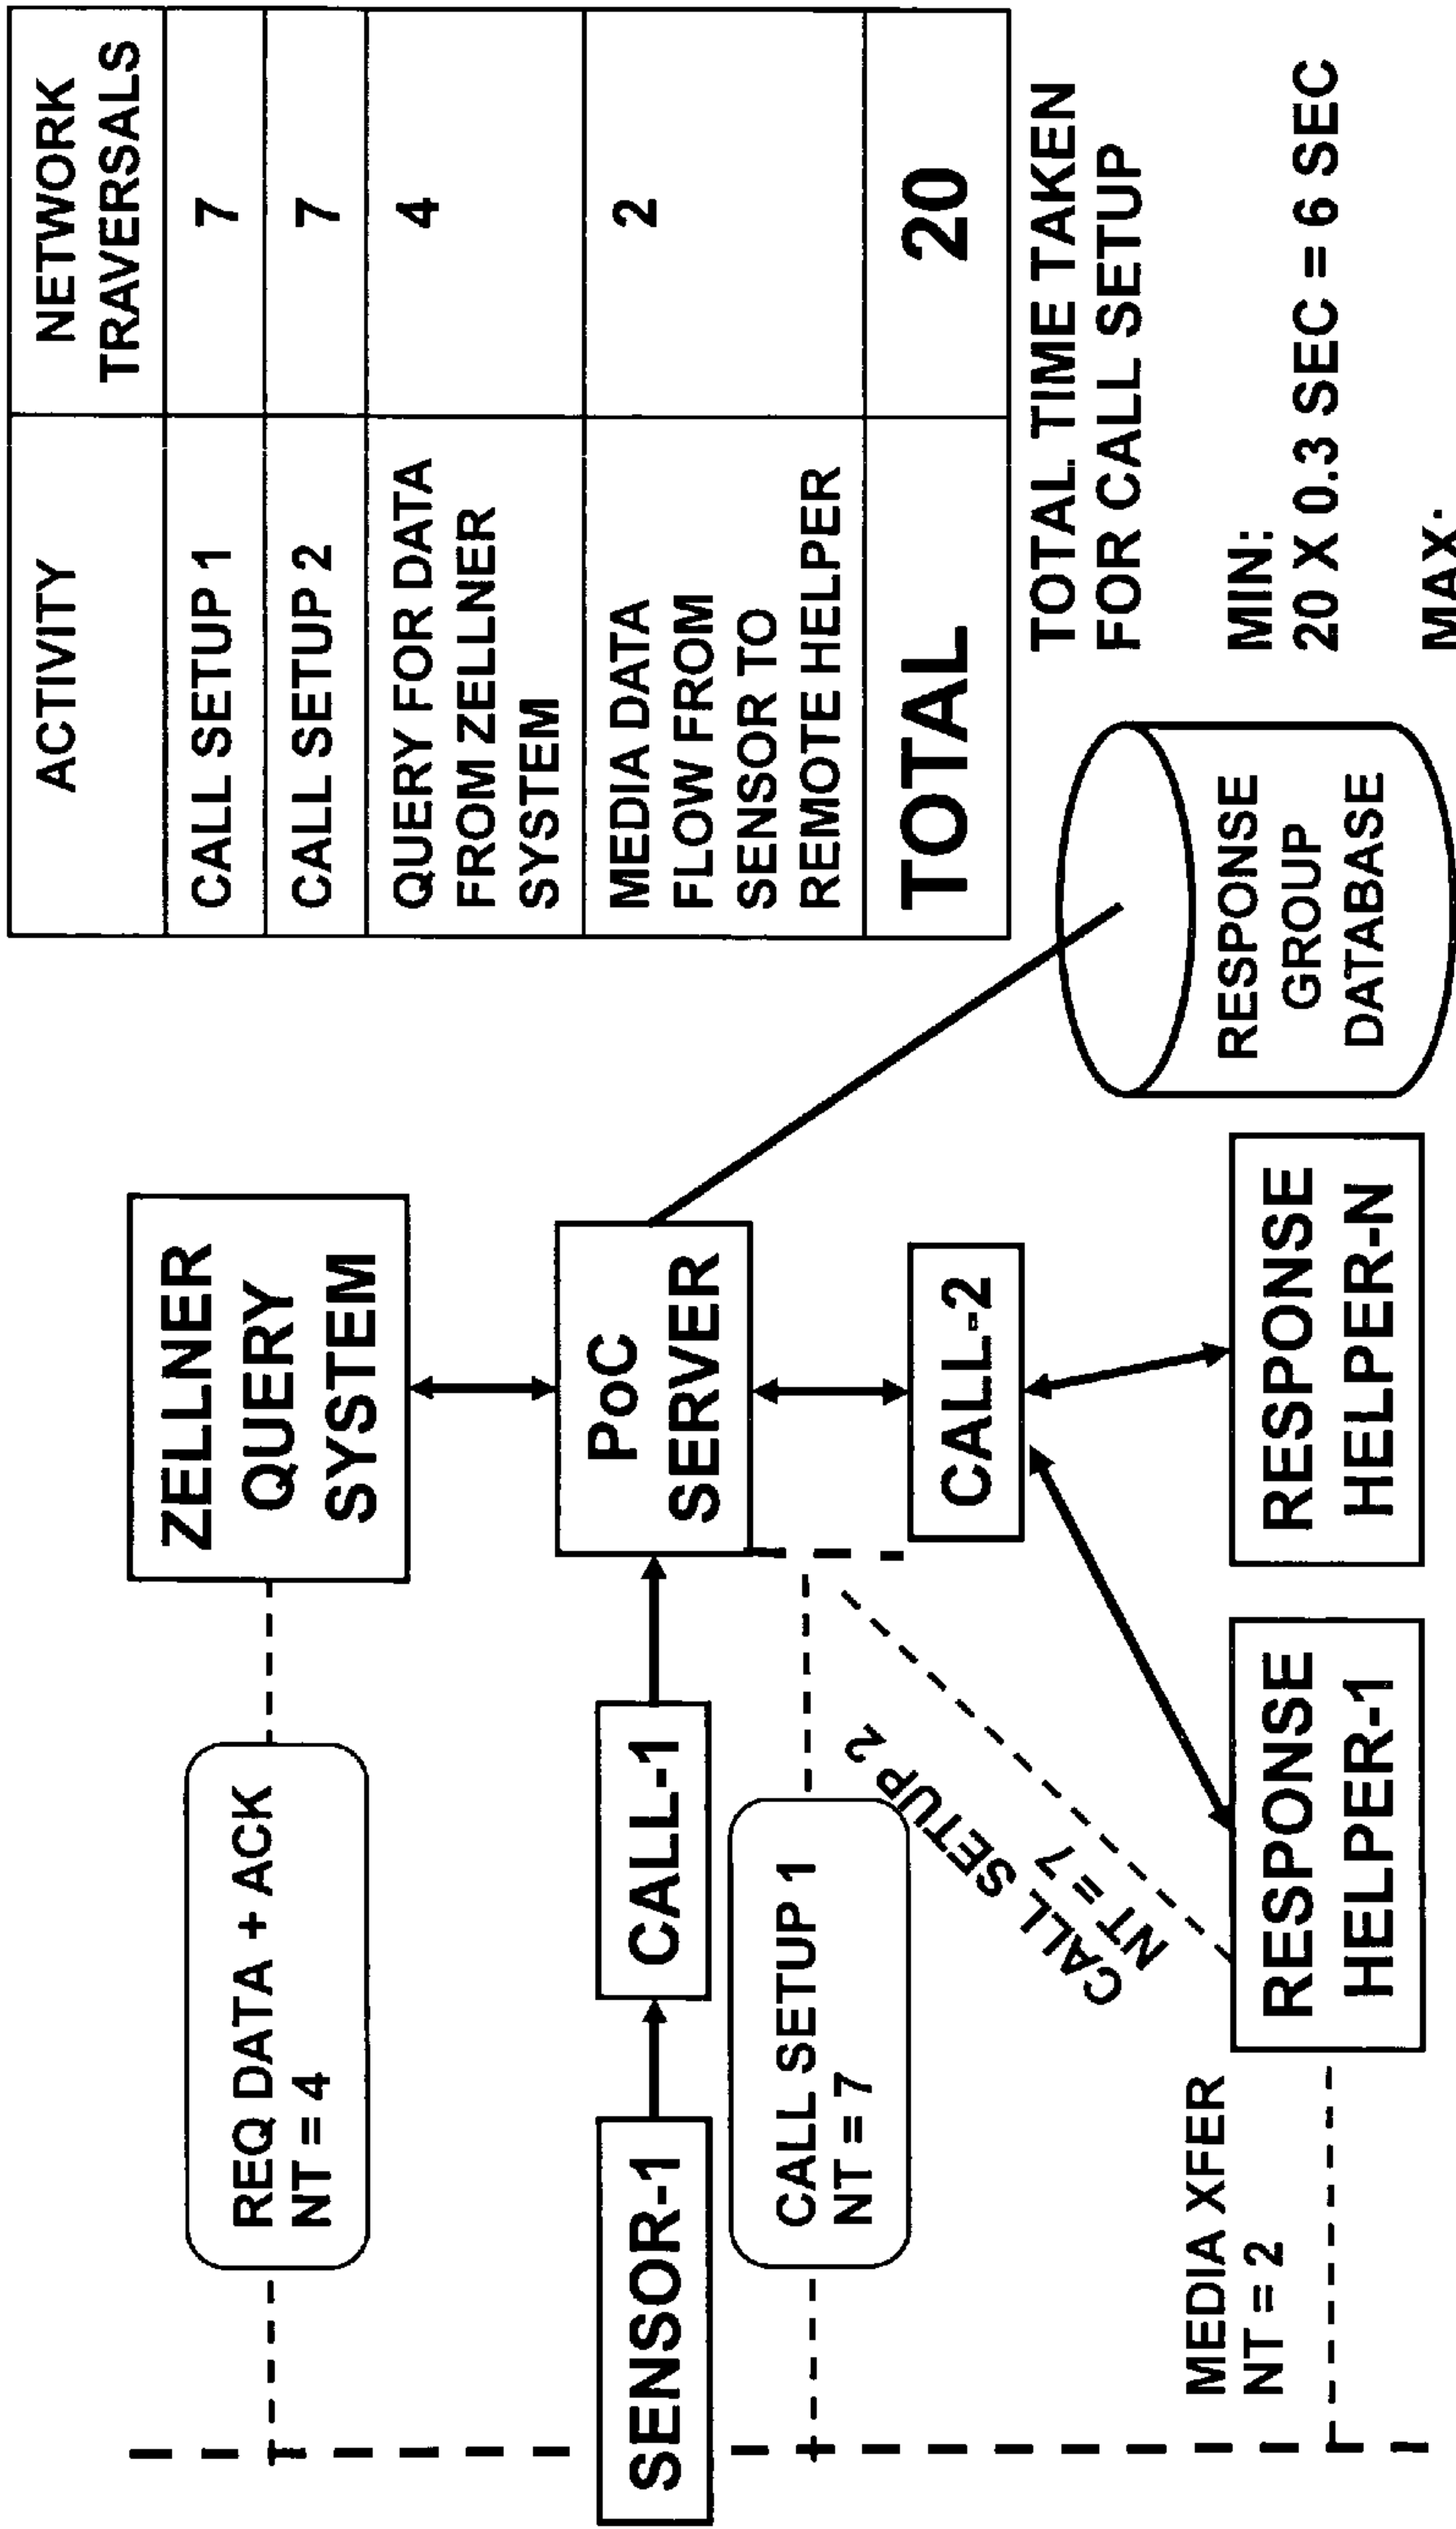 ZELLNER
QUERY
SYSTEM
REQ DATA + ACK
NT = 4
SENSOR-1
CALL-1
PoC
SERVER
CALL SETUP 1
NT = 7
CALL SETUP 2
NT = 7
CALL-2
MEDIA XFER
NT = 2
RESPONSE
HELPER-1
RESPONSE
HELPER-N
RESPONSE
GROUP
DATABASE
ACTIVITY
NETWORK
TRAVERSALS
CALL SETUP 1
7
CALL SETUP 2
7
QUERY FOR DATA
FROM ZELLNER
SYSTEM
4
MEDIA DATA
FLOW FROM
SENSOR TO
REMOTE HELPER
2
TOTAL
20
TOTAL TIME TAKEN
FOR CALL SETUP
MIN:
20 X 0.3 SEC = 6 SEC
MAX: